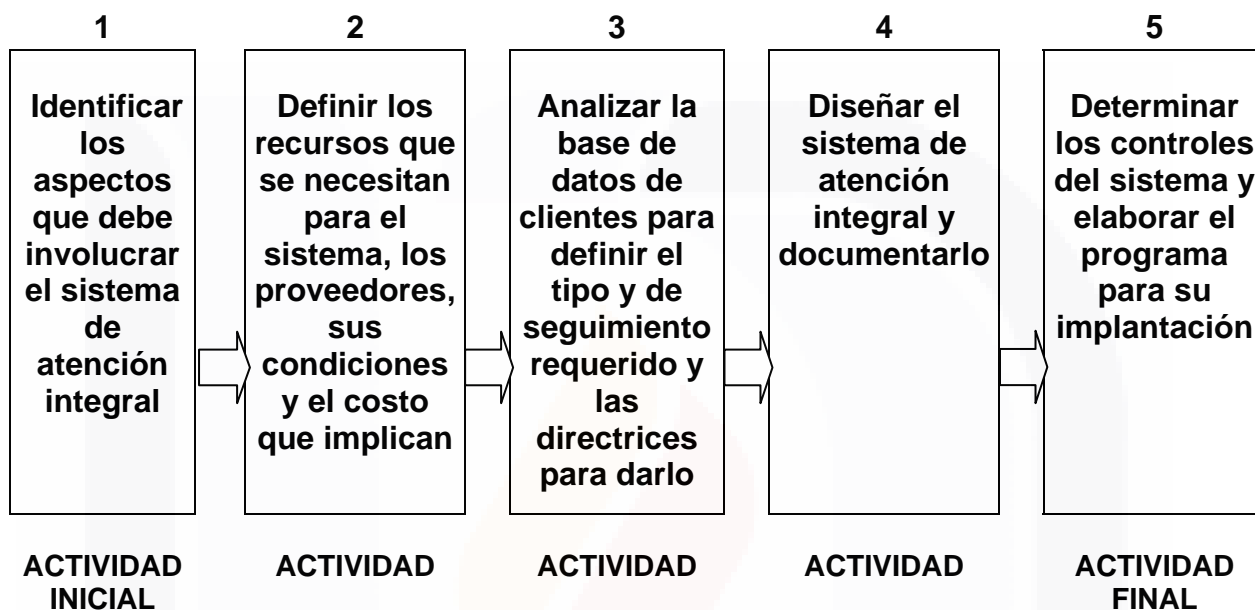 1
Identificar
los
aspectos
que debe
involucrar
el sistema
de
atención
integral
ACTIVIDAD
INICIAL
2
Definir los
recursos que
se necesitan
para el
sistema, los
proveedores,
sus
condiciones
y el costo
que implican
ACTIVIDAD
3
Analizar la
base de
datos de
clientes para
definir el
tipo y de
seguimiento
requerido y
las
directrices
para darlo
ACTIVIDAD
4
Diseñar el
sistema de
atención
integral y
documentarlo
ACTIVIDAD
5
Determinar
los controles
del sistema y
elaborar el
programa
para su
implantación
ACTIVIDAD
FINAL